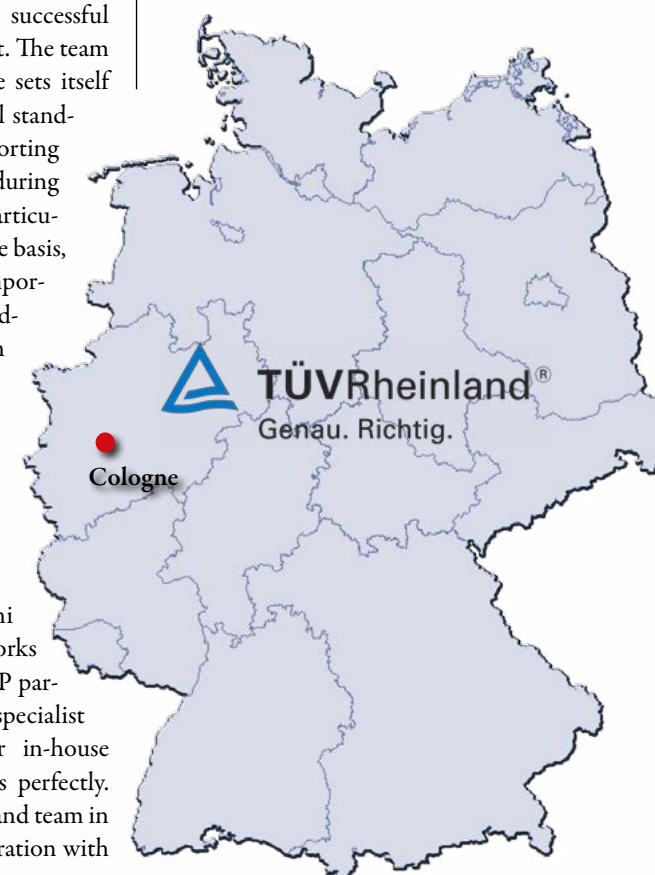 successful
t. The team
e sets itself
l stand-
orting
during
articu-
e basis,
npor-
d-
n
TÜVRheinland®
Genau. Richtig.
Cologne
ni
orks
P par-
specialist
r in-house
s perfectly.
and team in
ration with